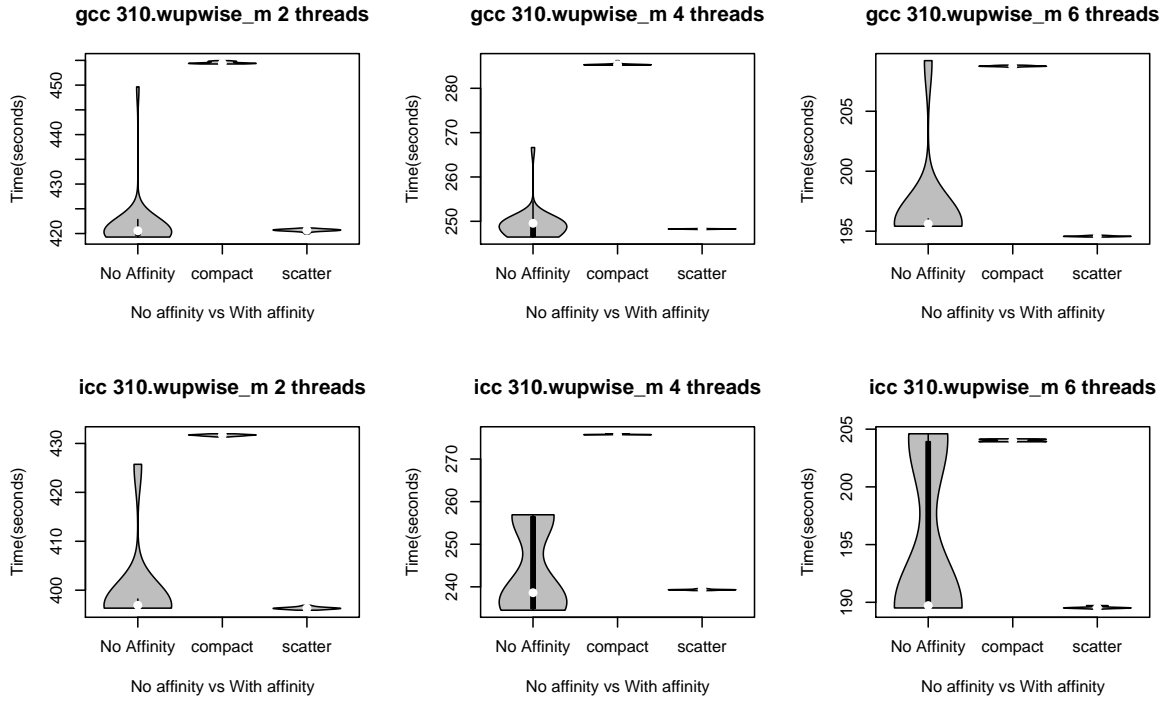 gcc 310.wupwise_m 2 threads
Time(seconds)
450
440
430
420
No Affinity compact scatter
No affinity vs With affinity
gcc 310.wupwise_m 4 threads
Time(seconds)
280
270
260
250
No Affinity compact scatter
No affinity vs With affinity
gcc 310.wupwise_m 6 threads
Time(seconds)
205
200
195
No Affinity compact scatter
No affinity vs With affinity
icc 310.wupwise_m 2 threads
Time(seconds)
430
420
410
400
No Affinity compact scatter
No affinity vs With affinity
icc 310.wupwise_m 4 threads
Time(seconds)
270
260
250
240
No Affinity compact scatter
No affinity vs With affinity
icc 310.wupwise_m 6 threads
Time(seconds)
205
200
195
190
No Affinity compact scatter
No affinity vs With affinity